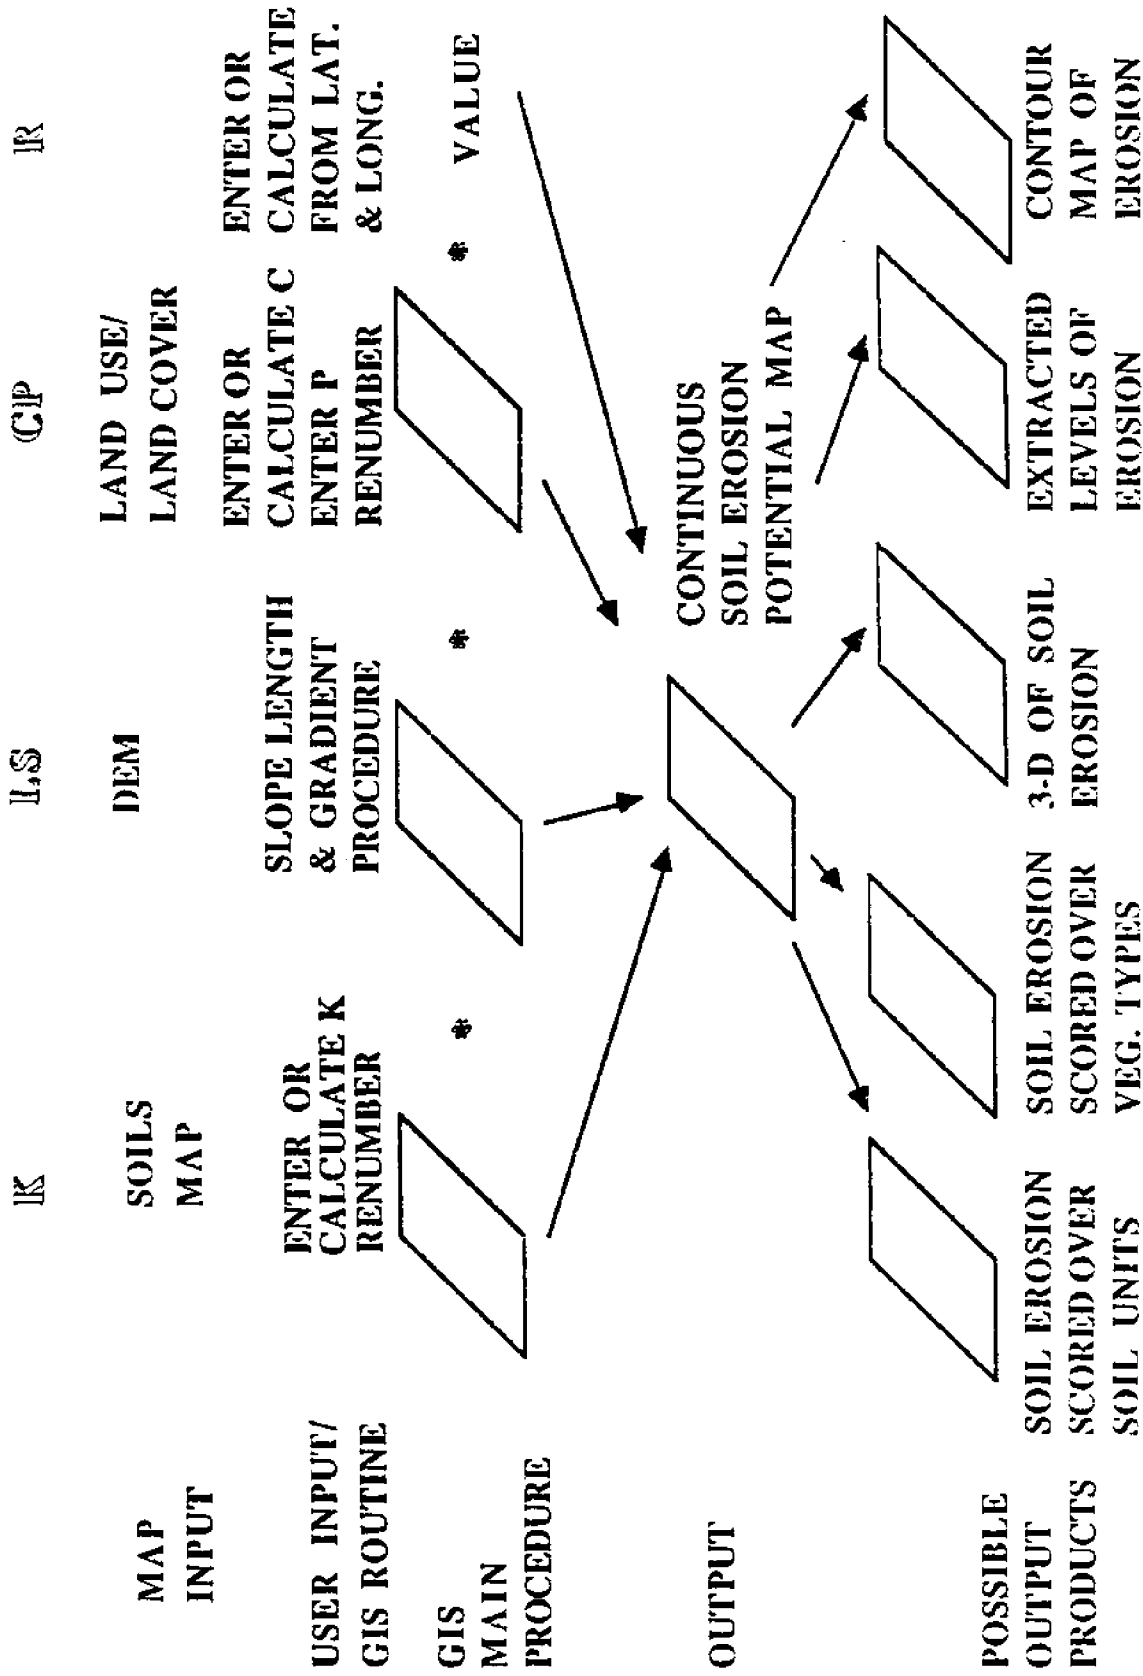 K
LS
CP
R
MAP
INPUT
SOILS
MAP
DEM
LAND USE/
LAND COVER
USER INPUT/
GIS ROUTINE
ENTER OR
CALCULATE K
RENUMBER
SLOPE LENGTH
& GRADIENT
PROCEDURE
ENTER OR
CALCULATE C
ENTER P
RENUMBER
ENTER OR
CALCULATE
FROM LAT.
& LONG.
GIS
MAIN
PROCEDURE
*
*
*
VALUE
OUTPUT
CONTINUOUS
SOIL EROSION
POTENTIAL MAP
POSSIBLE
OUTPUT
PRODUCTS
SOIL EROSION
SCORED OVER
SOIL UNITS
SOIL EROSION
SCORED OVER
VEG. TYPES
3-D OF SOIL
EROSION
EXTRACTED
LEVELS OF
EROSION
CONTOUR
MAP OF
EROSION